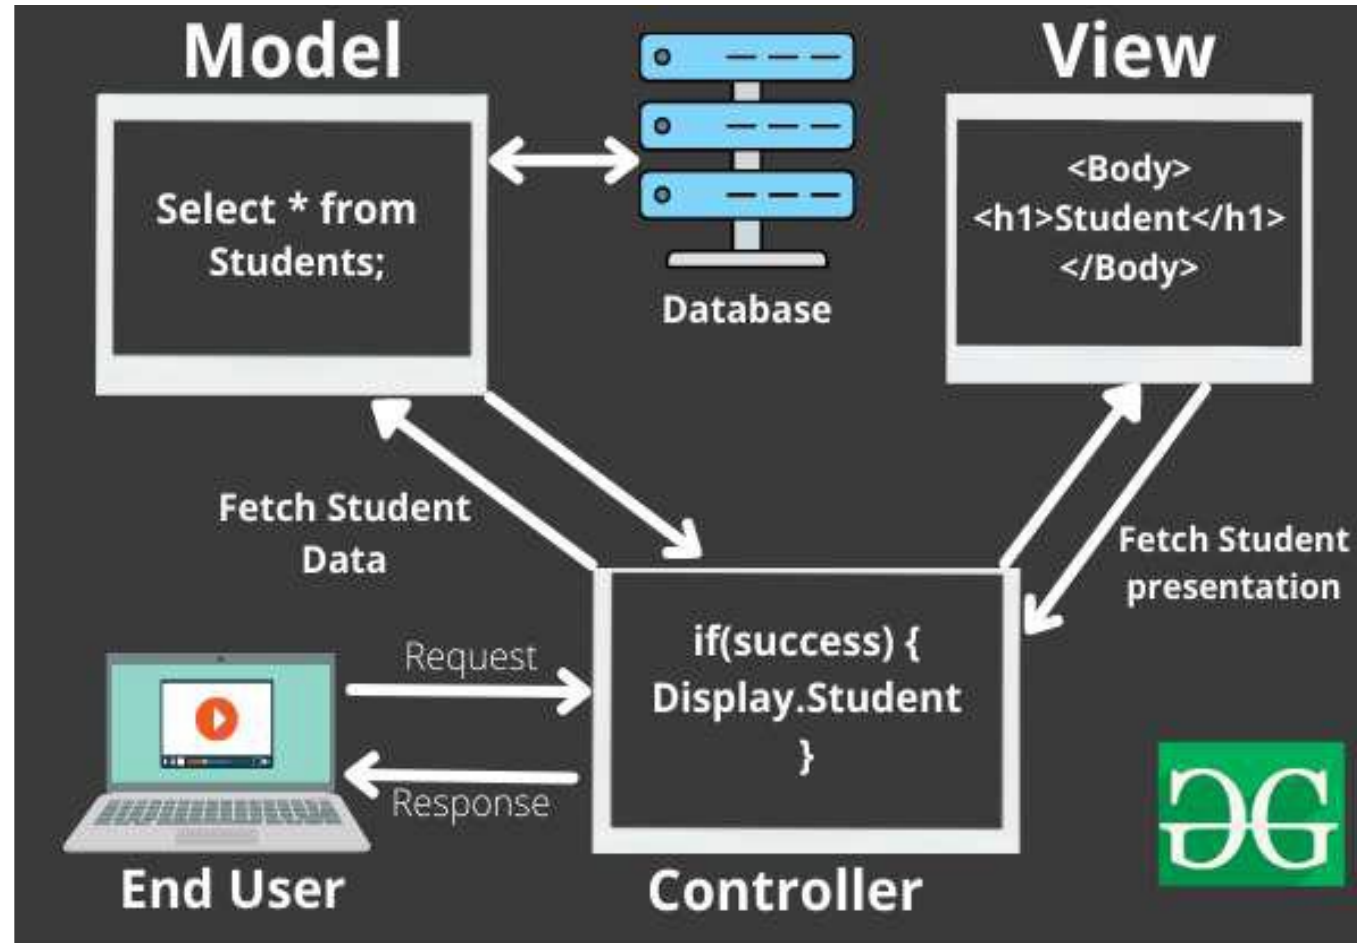 Model
View
Select * from
Students;
<Body>
<h1>Student</h1>
</Body>
Database
Fetch Student
Data
Fetch Student
presentation
Request
if(success) {
Display.Student
}
Response
End User
Controller